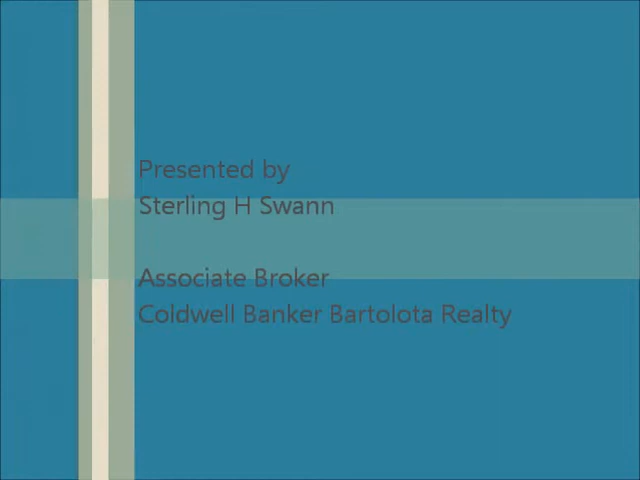 Presented by
Sterling H Swann
Associate Broker
Coldwell Banker Bartolota Realty